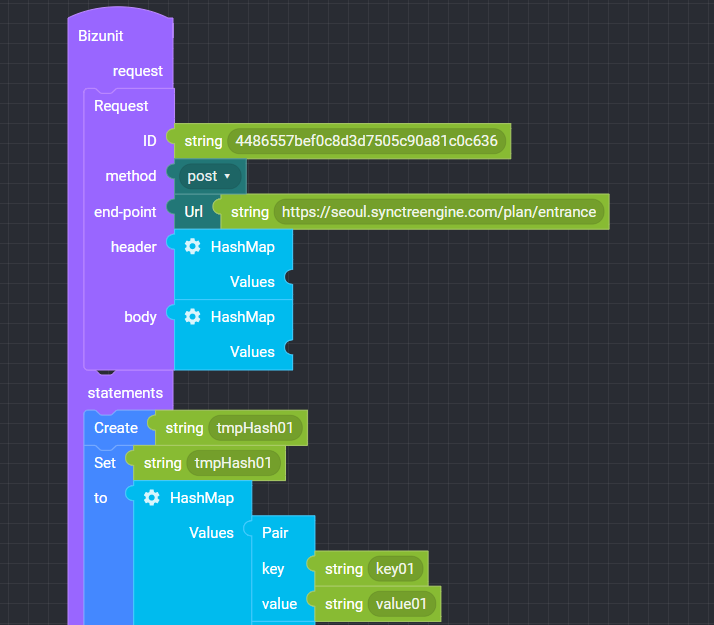 Bizunit
request
Request
ID string 4486557bef0c8d3d7505c90a81c0c636
method post
end-point Url string https://seoul.synctreengine.com/plan/entrance
header HashMap
Values
body HashMap
Values
statements
Create string tmpHash01
Set string tmpHash01
to HashMap
Values Pair
key string key01
value string value01